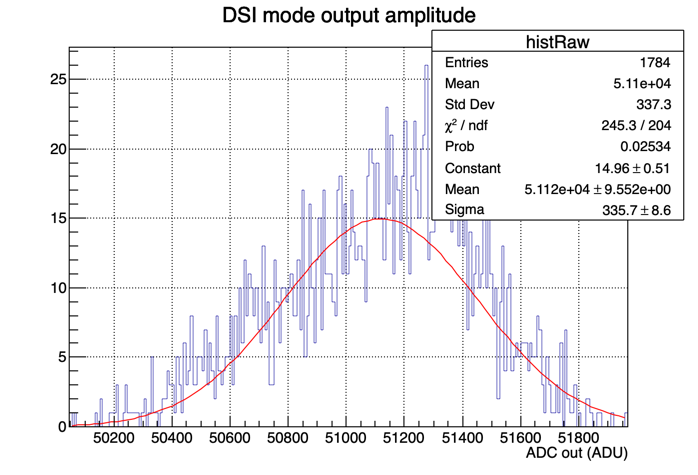 DSI mode output amplitude
histRaw
Entries 1784
Mean 5.11e+04
Std Dev 337.3
χ² / ndf 245.3 / 204
Prob 0.02534
Constant 14.96 ± 0.51
Mean 5.112e+04 ± 9.552e+00
Sigma 335.7 ± 8.6
25
20
15
10
5
0
50200 50400 50600 50800 51000 51200 51400 51600 51800
ADC out (ADU)